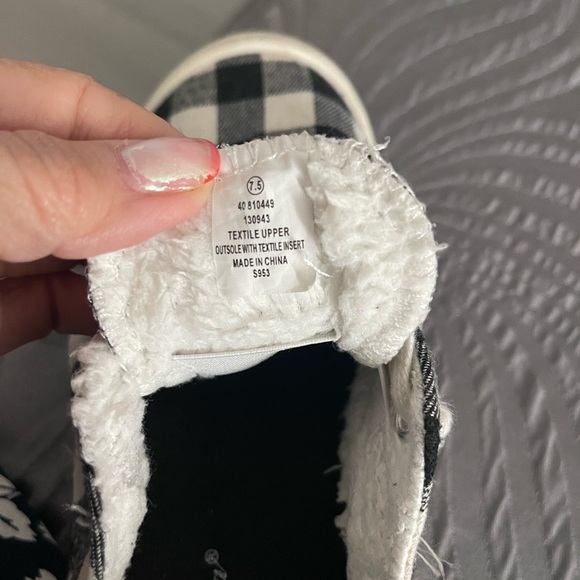 7.5
40 810449
130943
TEXTILE UPPER
OUTSOLE WITH TEXTILE INSERT
MADE IN CHINA
S953